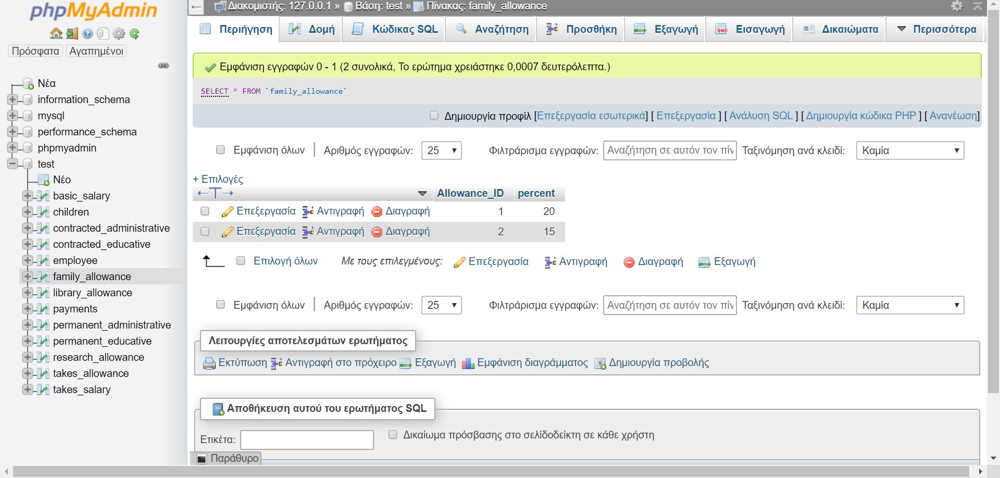 phpMyAdmin
Πρόσφατα Αγαπημένοι
Νέα
information_schema
mysql
performance_schema
phpmyadmin
test
Νέο
basic_salary
children
contracted_administrative
contracted_educative
employee
family_allowance
library_allowance
payments
permanent_administrative
permanent_educative
research_allowance
takes_allowance
takes_salary
← Διακομιστής: 127.0.0.1 » Βάση: test » Πίνακας: family_allowance
Περιήγηση Δομή Κώδικας SQL Αναζήτηση Προσθήκη Εξαγωγή Εισαγωγή Δικαιώματα Περισσότερα
Εμφάνιση εγγραφών 0 - 1 (2 συνολικά, Το ερώτημα χρειάστηκε 0,0007 δευτερόλεπτα.)
SELECT * FROM `family_allowance`
Δημιουργία προφίλ [Επεξεργασία εσωτερικά] [ Επεξεργασία ] [ Ανάλυση SQL ] [ Δημιουργία κώδικα PHP ] [ Ανανέωση]
Εμφάνιση όλων | Αριθμός εγγραφών: 25 Φιλτράρισμα εγγραφών: Αναζήτηση σε αυτόν τον πίν Ταξινόμηση ανά κλειδί: Καμία
+ Επιλογές
←T→ Allowance_ID percent
Επεξεργασία Αντιγραφή Διαγραφή 1 20
Επεξεργασία Αντιγραφή Διαγραφή 2 15
Επιλογή όλων Με τους επιλεγμένους: Επεξεργασία Αντιγραφή Διαγραφή Εξαγωγή
Εμφάνιση όλων | Αριθμός εγγραφών: 25 Φιλτράρισμα εγγραφών: Αναζήτηση σε αυτόν τον πίν Ταξινόμηση ανά κλειδί: Καμία
Λειτουργίες αποτελεσμάτων ερωτήματος
Εκτύπωση Αντιγραφή στο πρόχειρο Εξαγωγή Εμφάνιση διαγράμματος Δημιουργία προβολής
Αποθήκευση αυτού του ερωτήματος SQL
Ετικέτα: Δικαίωμα πρόσβασης στο σελίδοδείκτη σε κάθε χρήστη
Παράθυρο